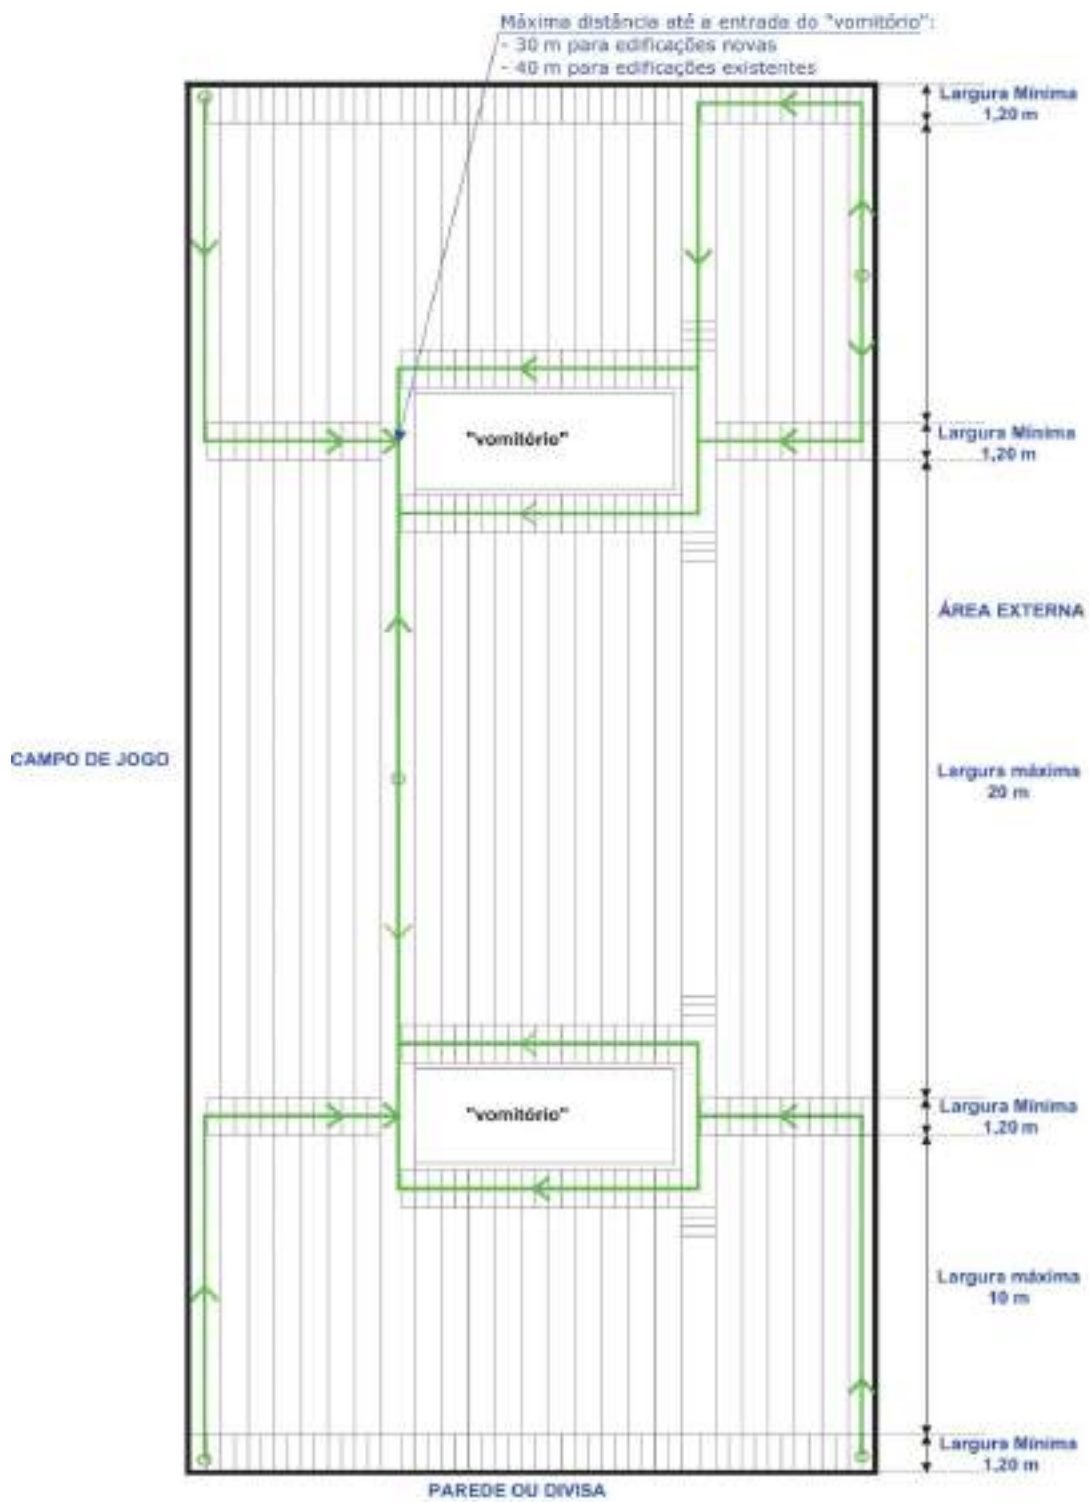 Máxima distância até a entrada do "vomitório":
- 30 m para edificações novas
- 40 m para edificações existentes
Largura Mínima
1,20 m
"vomitório"
Largura Mínima
1,20 m
ÁREA EXTERNA
CAMPO DE JOGO
Largura máxima
20 m
"vomitório"
Largura Mínima
1,20 m
Largura máxima
10 m
Largura Mínima
1,20 m
PAREDE OU DIVISA